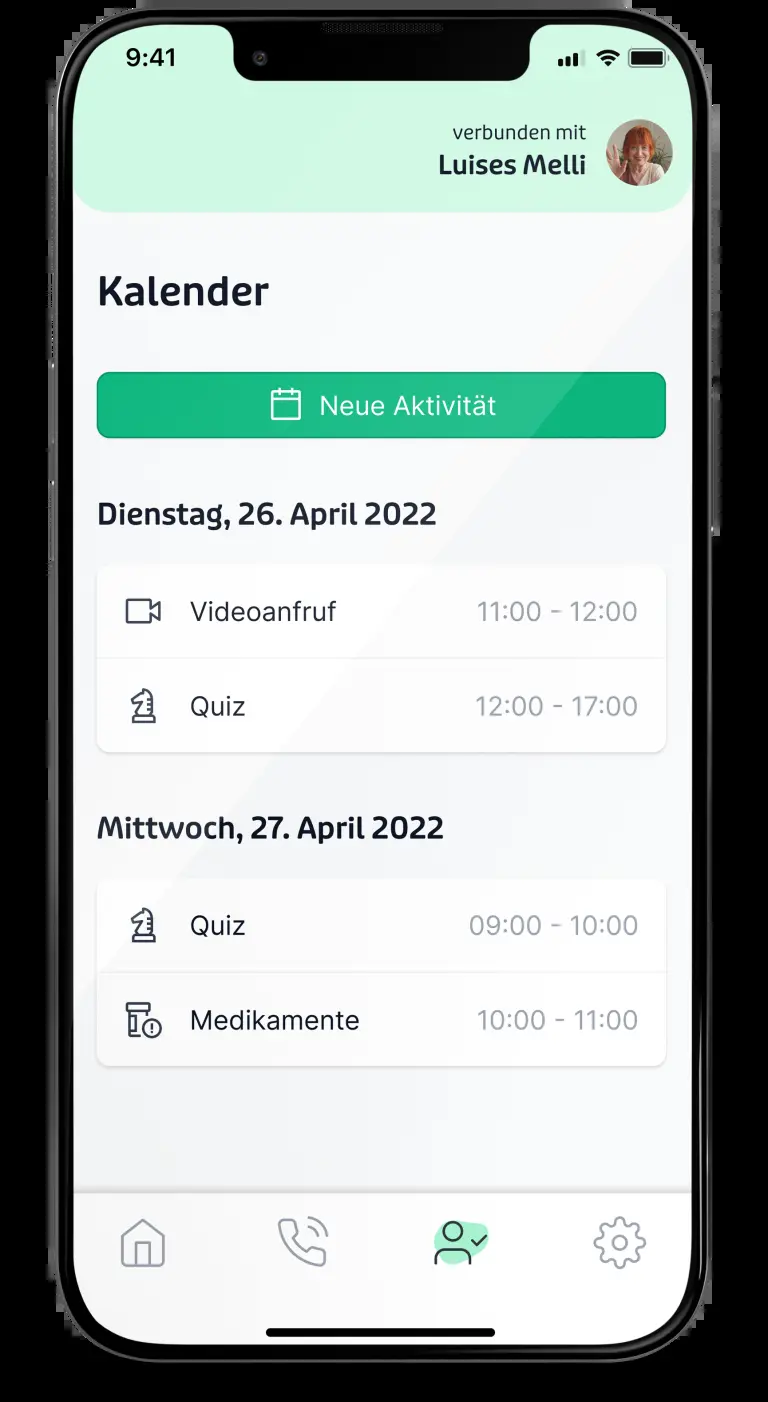 9:41
verbunden mit
Luises Melli
Kalender
Neue Aktivität
Dienstag, 26. April 2022
Videoanfruf 11:00 - 12:00
Quiz 12:00 - 17:00
Mittwoch, 27. April 2022
Quiz 09:00 - 10:00
Medikamente 10:00 - 11:00